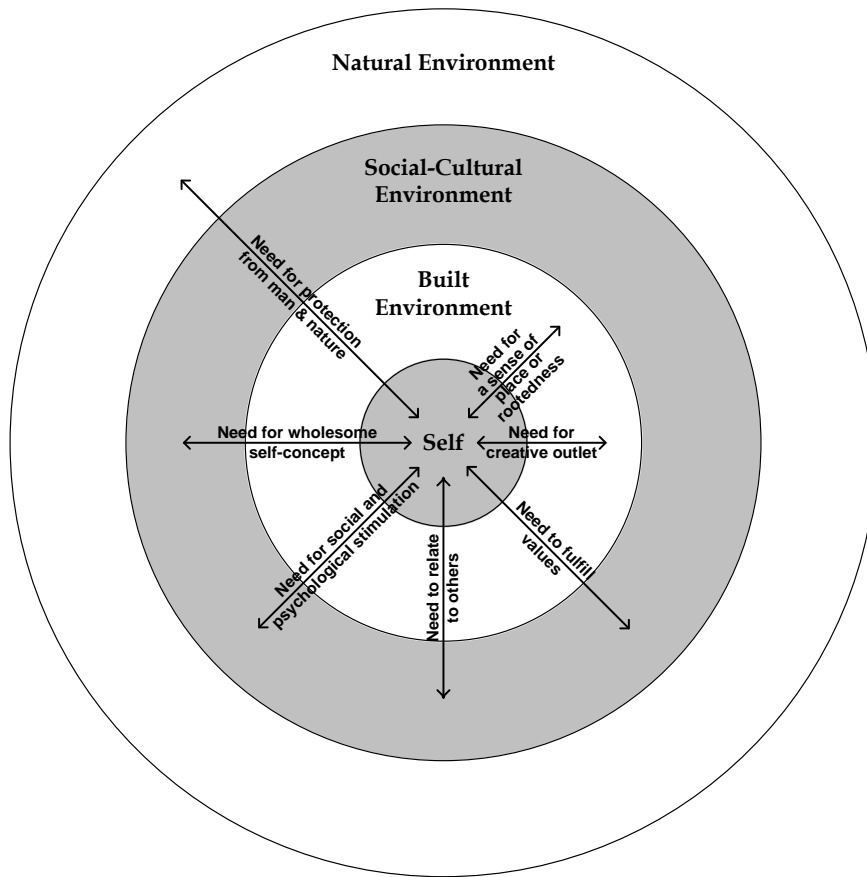 Natural Environment
Social-Cultural
Environment
Built
Environment
Need for protection
from man & nature
Need for
a sense of
place or
rootedness
Need for wholesome
self-concept
Self
Need for
creative outlet
Need for social and
psychological stimulation
Need to relate
to others
Need to fulfill
values